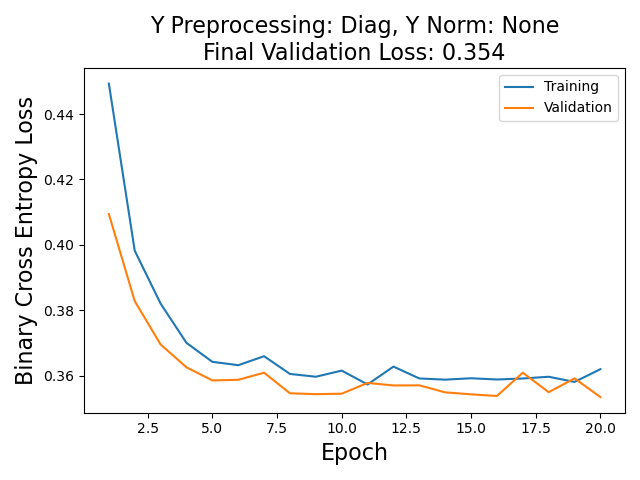 Y Preprocessing: Diag, Y Norm: None
Final Validation Loss: 0.354
Training
Validation
Binary Cross Entropy Loss
0.44
0.42
0.40
0.38
0.36
2.5 5.0 7.5 10.0 12.5 15.0 17.5 20.0
Epoch